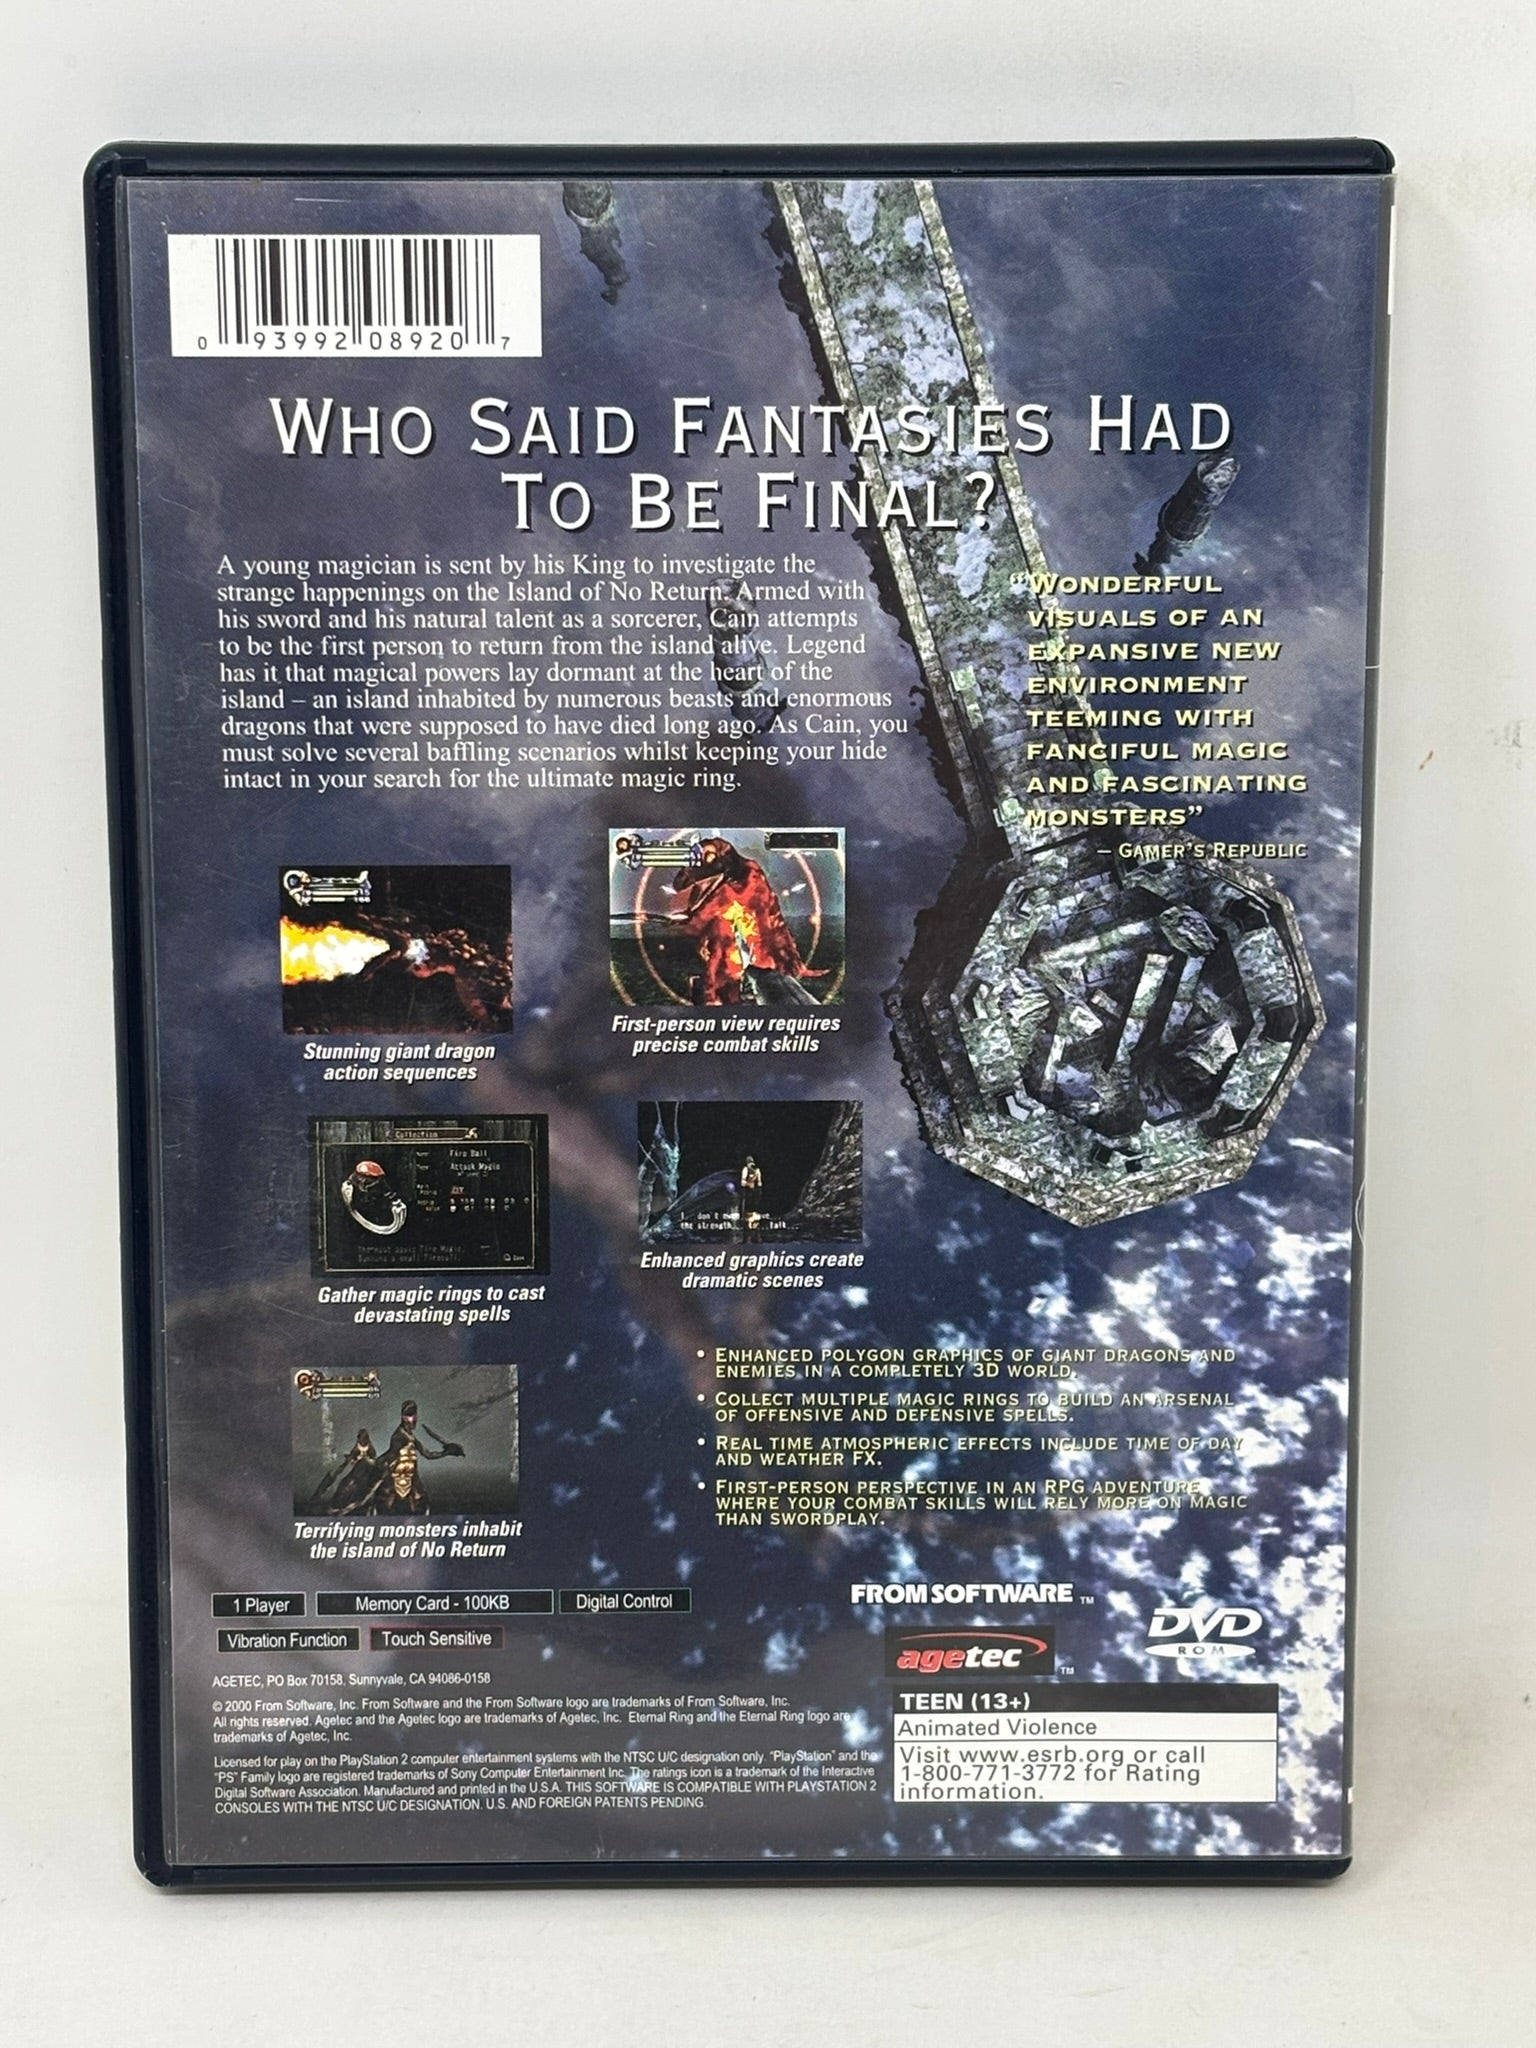 0 93992 08920 7
WHO SAID FANTASIES HAD
TO BE FINAL?
A young magician is sent by his King to investigate the
strange happenings on the Island of No Return. Armed with
his sword and his natural talent as a sorcerer, Cain attempts
to be the first person to return from the island alive. Legend
has it that magical powers lay dormant at the heart of the
island – an island inhabited by numerous beasts and enormous
dragons that were supposed to have died long ago. As Cain, you
must solve several baffling scenarios whilst keeping your hide
intact in your search for the ultimate magic ring.
“WONDERFUL
VISUALS OF AN
EXPANSIVE NEW
ENVIRONMENT
TEEMING WITH
FANCIFUL MAGIC
AND FASCINATING
MONSTERS”
– GAMER'S REPUBLIC
Stunning giant dragon
action sequences
First-person view requires
precise combat skills
Collection
Fire Ball
Attack Magic
Gather magic rings to cast
devastating spells
I don't even have
the strength... to... talk...
Enhanced graphics create
dramatic scenes
Terrifying monsters inhabit
the island of No Return
• ENHANCED POLYGON GRAPHICS OF GIANT DRAGONS AND
ENEMIES IN A COMPLETELY 3D WORLD.
• COLLECT MULTIPLE MAGIC RINGS TO BUILD AN ARSENAL
OF OFFENSIVE AND DEFENSIVE SPELLS.
• REAL TIME ATMOSPHERIC EFFECTS INCLUDE TIME OF DAY
AND WEATHER FX.
• FIRST-PERSON PERSPECTIVE IN AN RPG ADVENTURE
WHERE YOUR COMBAT SKILLS WILL RELY MORE ON MAGIC
THAN SWORDPLAY.
1 Player
Memory Card - 100KB
Digital Control
Vibration Function
Touch Sensitive
FROMSOFTWARE TM
agetec TM
DVD
ROM
AGETEC, PO Box 70158, Sunnyvale, CA 94086-0158
© 2000 From Software, Inc. From Software and the From Software logo are trademarks of From Software, Inc.
All rights reserved. Agetec and the Agetec logo are trademarks of Agetec, Inc. Eternal Ring and the Eternal Ring logo are
trademarks of Agetec, Inc.
Licensed for play on the PlayStation 2 computer entertainment systems with the NTSC U/C designation only. "PlayStation" and the
"PS" Family logo are registered trademarks of Sony Computer Entertainment Inc. The ratings icon is a trademark of the Interactive
Digital Software Association. Manufactured and printed in the U.S.A. THIS SOFTWARE IS COMPATIBLE WITH PLAYSTATION 2
CONSOLES WITH THE NTSC U/C DESIGNATION. U.S. AND FOREIGN PATENTS PENDING.
TEEN (13+)
Animated Violence
Visit www.esrb.org or call
1-800-771-3772 for Rating
information.